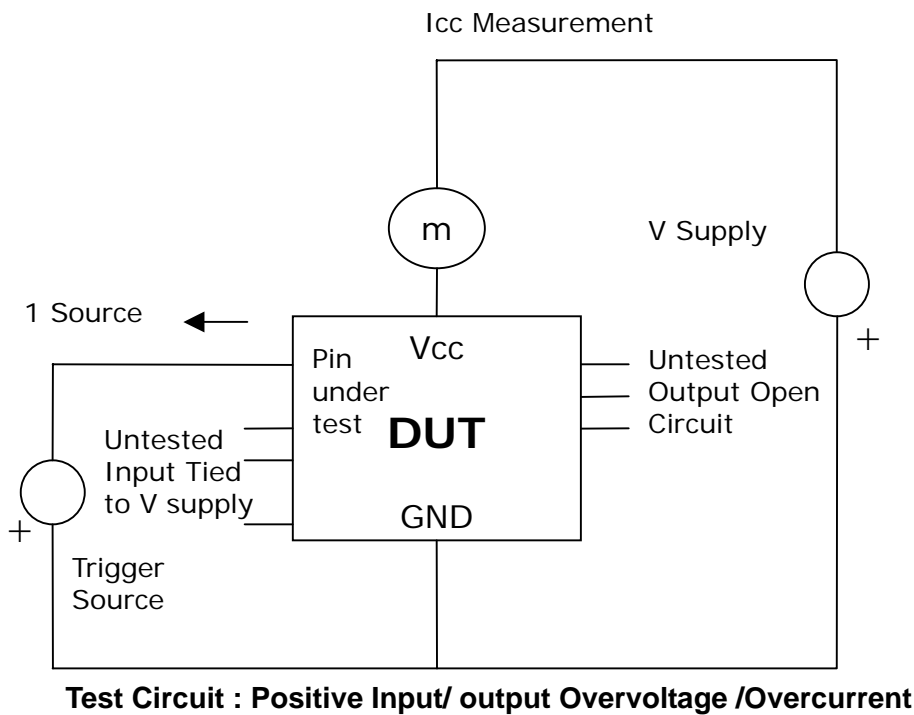 Icc Measurement
m
V Supply
+
1 Source
Vcc
Pin
under
test
DUT
GND
Untested
Output Open
Circuit
Untested
Input Tied
to V supply
+
Trigger
Source
Test Circuit : Positive Input/ output Overvoltage /Overcurrent